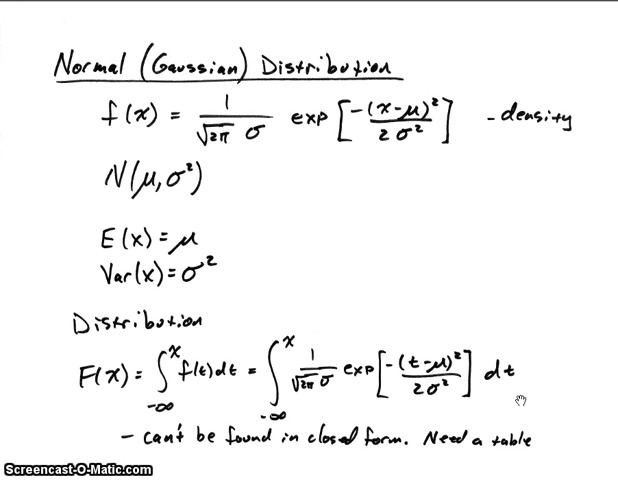 Normal (Gaussian) Distribution
f(x) = 1/(√2π σ) exp[-(x-μ)²/2σ²] - density
N(μ, σ²)
E(x) = μ
Var(x) = σ²
Distribution
F(x) = ∫_{-∞}^{x} f(t)dt = ∫_{-∞}^{x} 1/(√2π σ) exp[-(t-μ)²/2σ²] dt
- can't be found in closed form. Need a table
Screencast-O-Matic.com